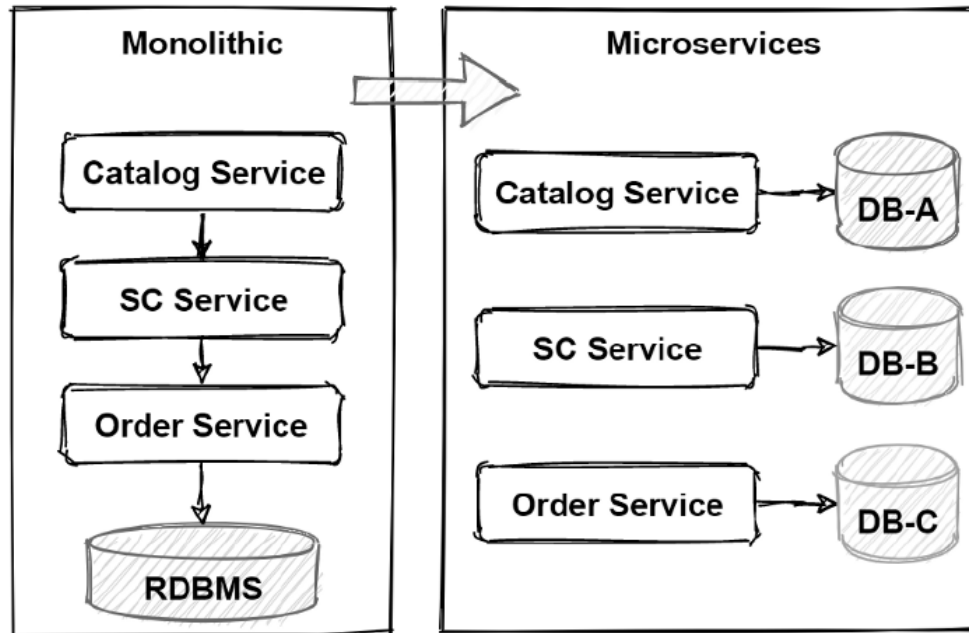 Monolithic
Catalog Service
SC Service
Order Service
RDBMS
Microservices
Catalog Service
DB-A
SC Service
DB-B
Order Service
DB-C